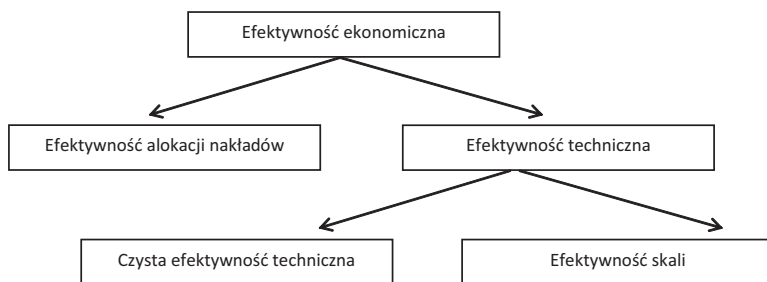 Efektywność ekonomiczna
Efektywność alokacji nakładów
Efektywność techniczna
Czysta efektywność techniczna
Efektywność skali